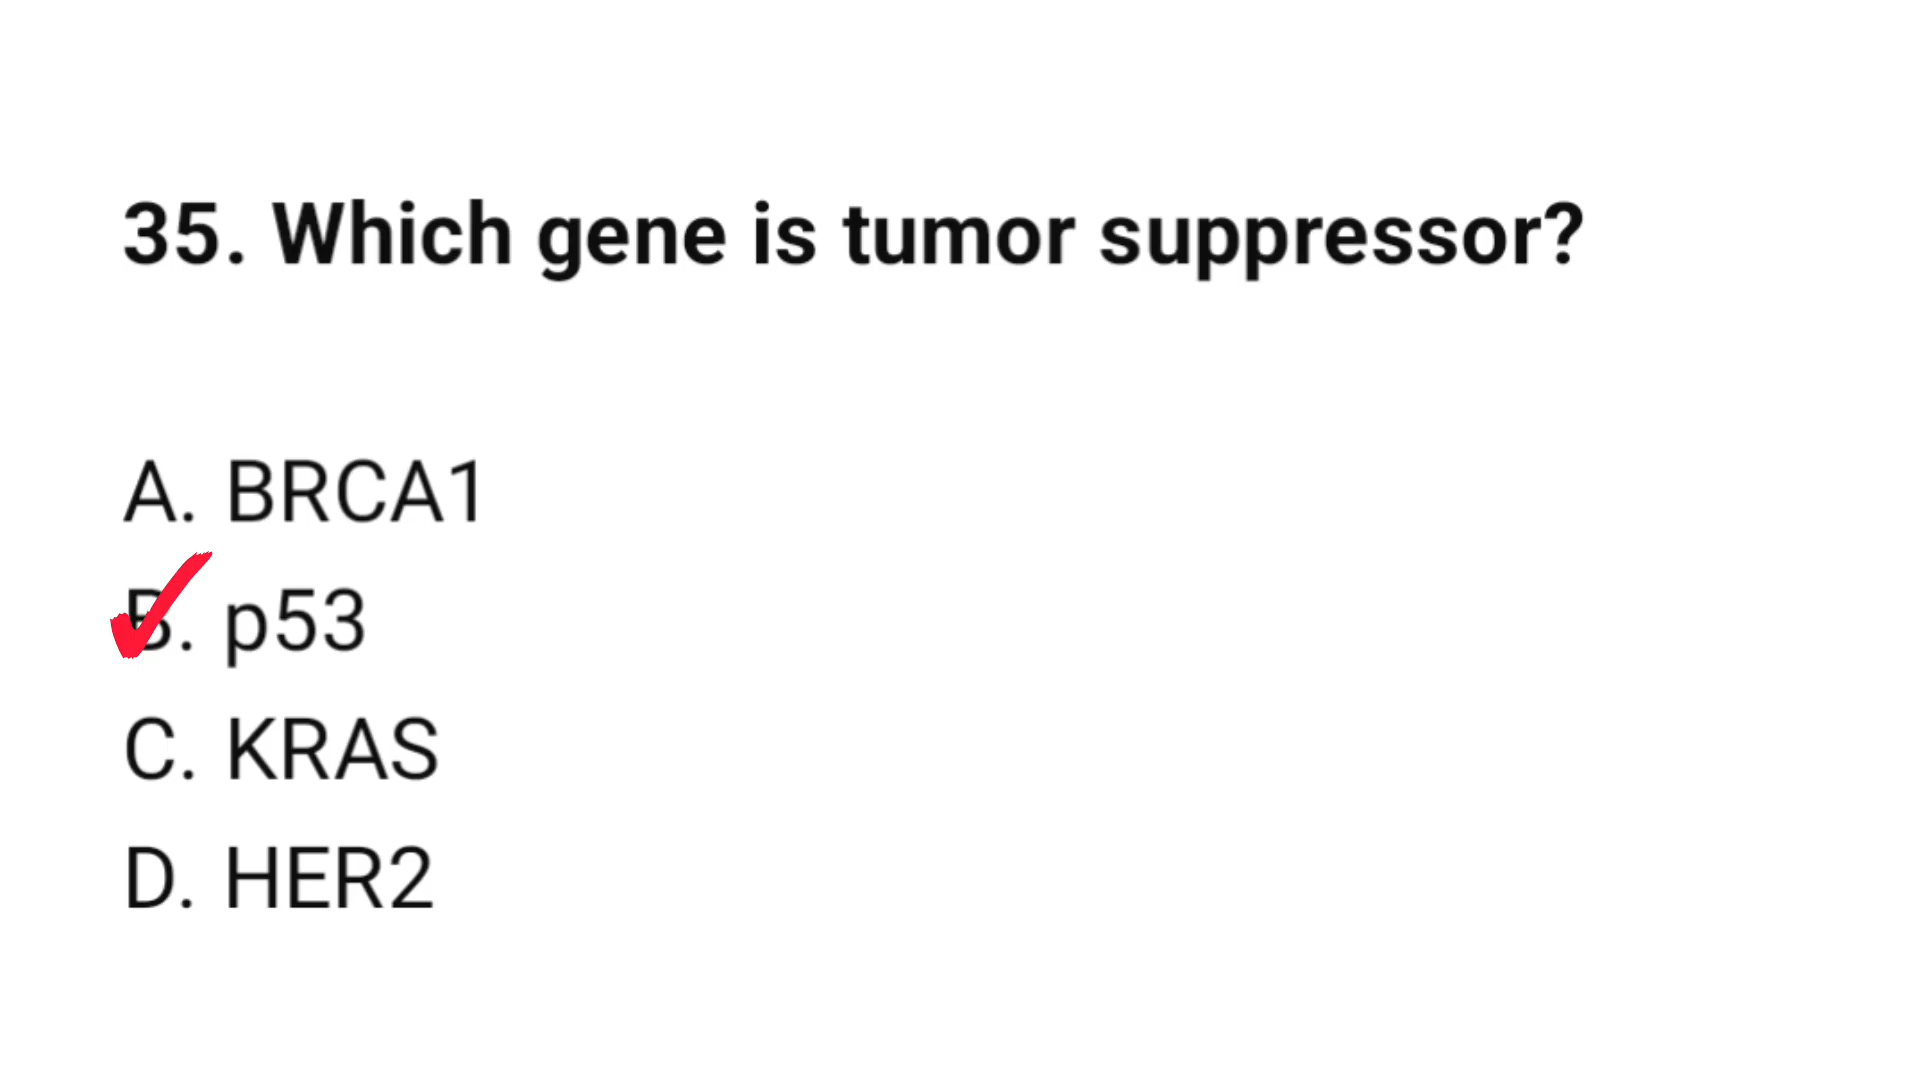 35. Which gene is tumor suppressor?
A. BRCA1
B. p53
C. KRAS
D. HER2